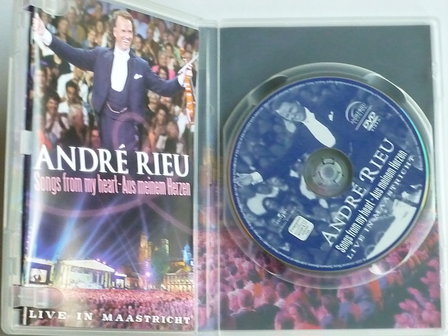 ANDRÉ RIEU
Songs from my heart - Aus meinem Herzen
LIVE IN MAASTRICHT
DVD
ANDRÉ RIEU
Songs from my heart - Aus meinem Herzen
LIVE IN MAASTRICHT